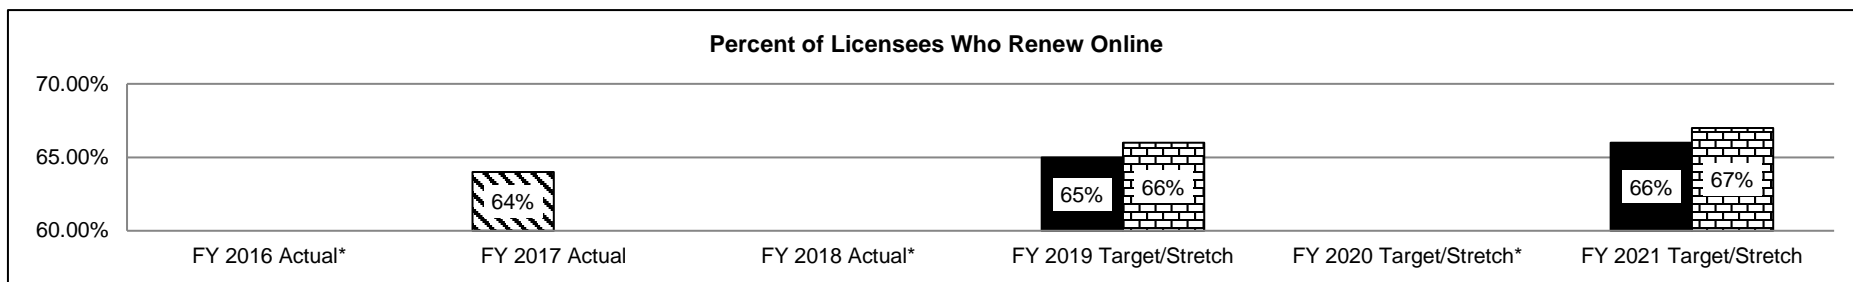 Percent of Licensees Who Renew Online
70.00%
65.00%
60.00%
64%
65%
66%
66%
67%
FY 2016 Actual*
FY 2017 Actual
FY 2018 Actual*
FY 2019 Target/Stretch
FY 2020 Target/Stretch*
FY 2021 Target/Stretch